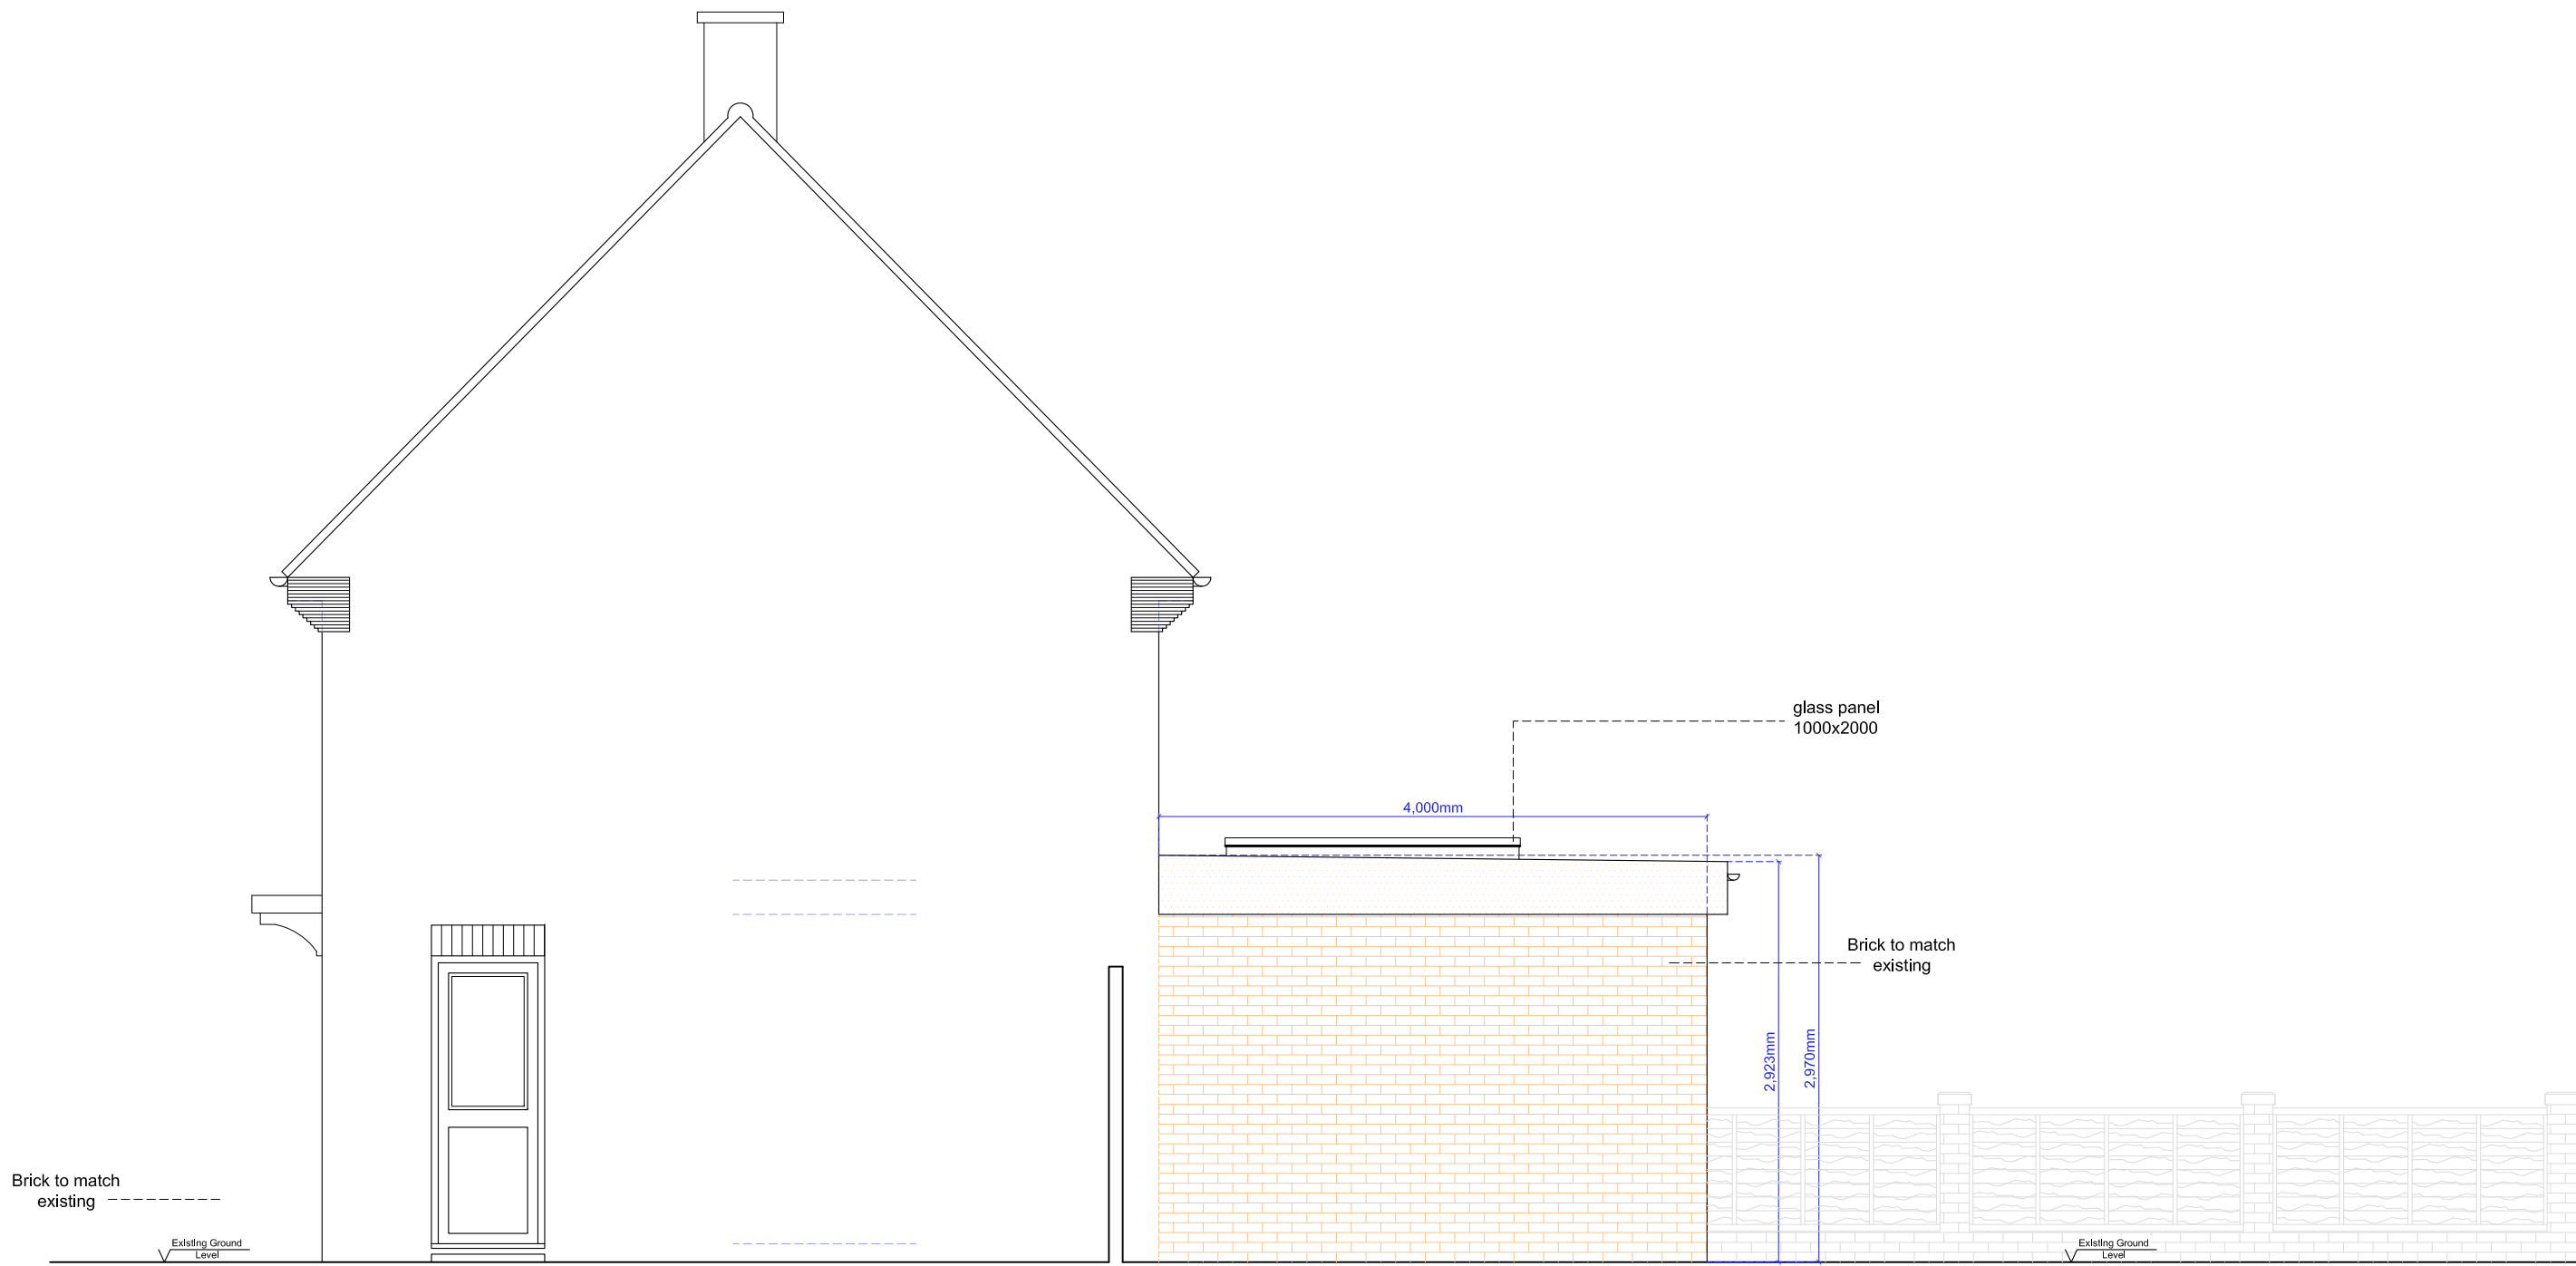 glass panel
1000x2000
4,000mm
Brick to match
existing
2,923mm
2,970mm
Brick to match
existing
Existing Ground
Level
Existing Ground
Level